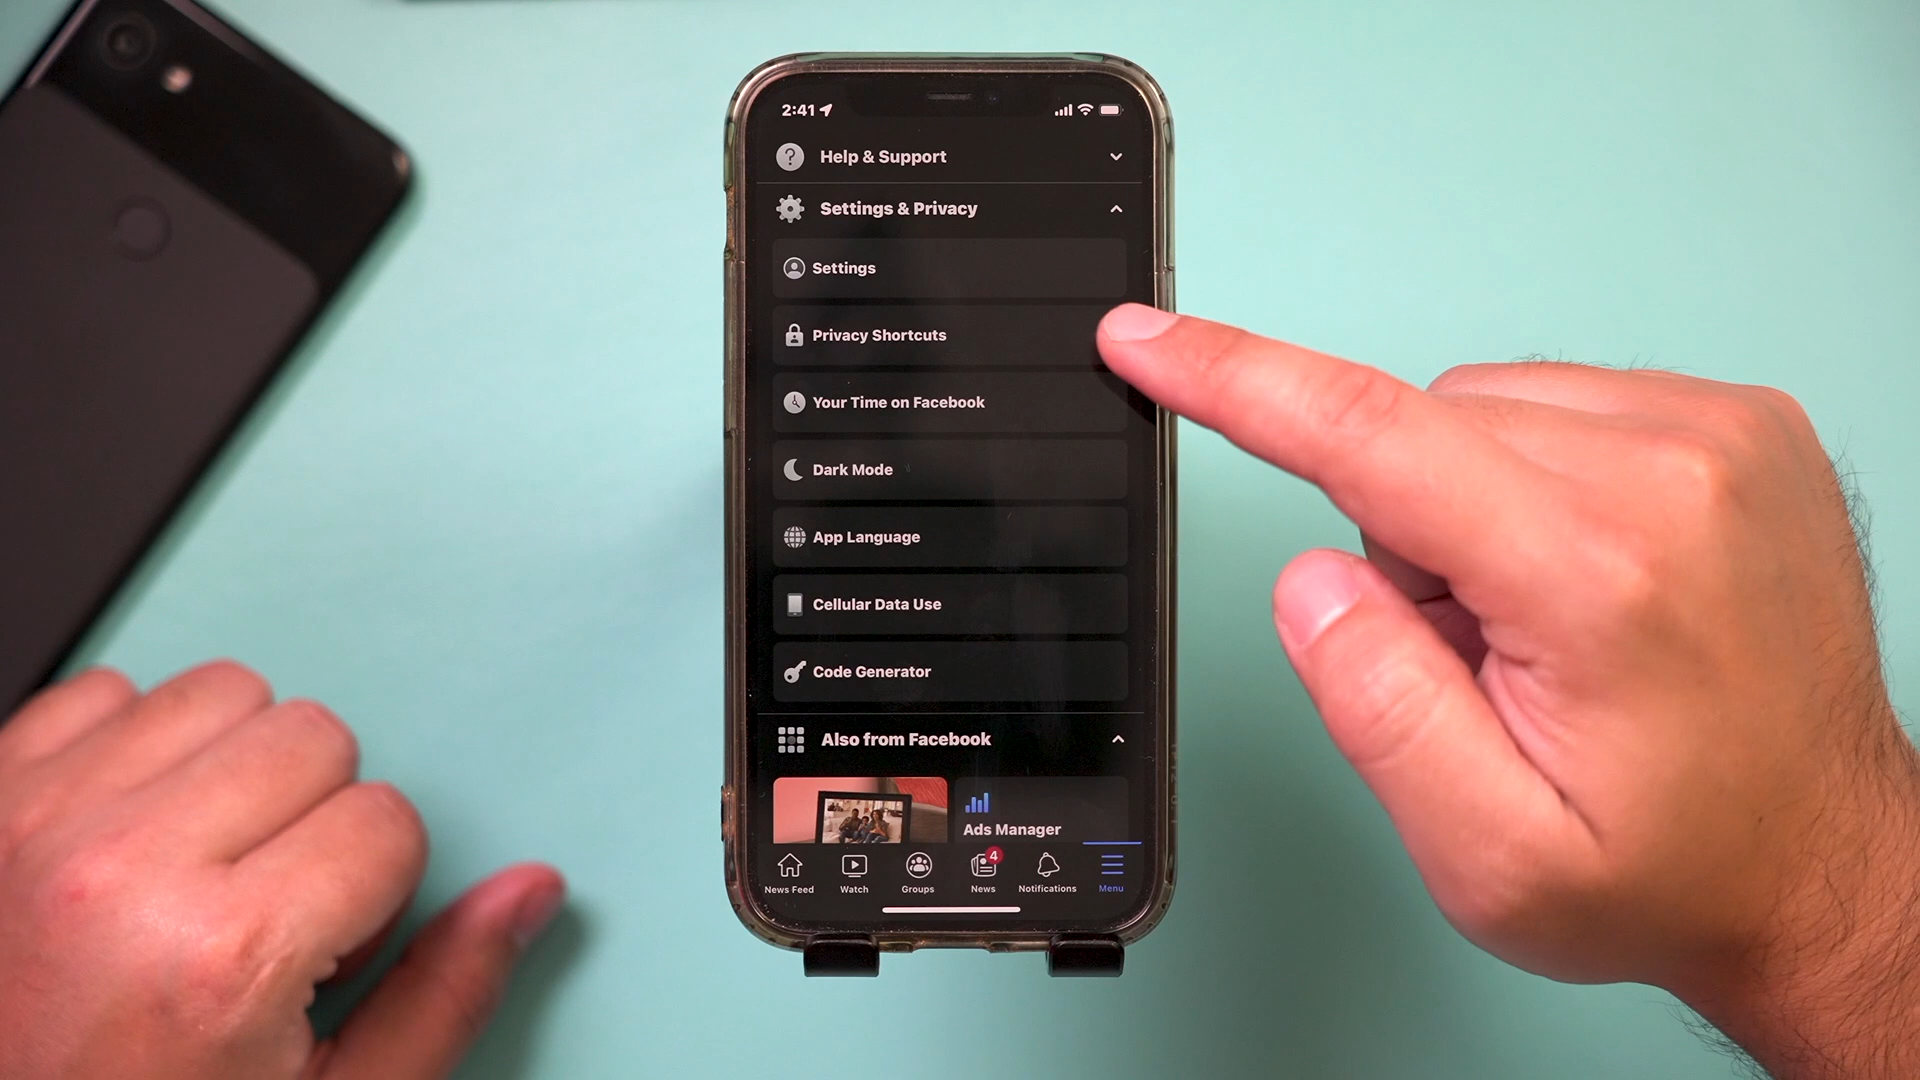 2:41
Help & Support
Settings & Privacy
Settings
Privacy Shortcuts
Your Time on Facebook
Dark Mode
App Language
Cellular Data Use
Code Generator
Also from Facebook
Ads Manager
4
News Feed Watch Groups News Notifications Menu